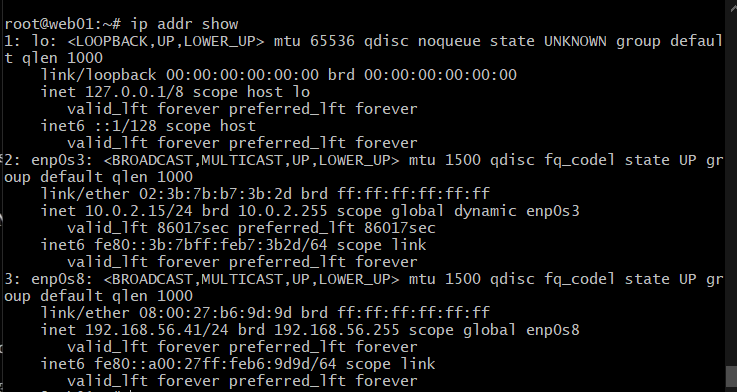 root@web01:~# ip addr show
1: lo: <LOOPBACK,UP,LOWER_UP> mtu 65536 qdisc noqueue state UNKNOWN group defaul
t qlen 1000
    link/loopback 00:00:00:00:00:00 brd 00:00:00:00:00:00
    inet 127.0.0.1/8 scope host lo
       valid_lft forever preferred_lft forever
    inet6 ::1/128 scope host
       valid_lft forever preferred_lft forever
2: enp0s3: <BROADCAST,MULTICAST,UP,LOWER_UP> mtu 1500 qdisc fq_codel state UP gr
oup default qlen 1000
    link/ether 02:3b:7b:b7:3b:2d brd ff:ff:ff:ff:ff:ff
    inet 10.0.2.15/24 brd 10.0.2.255 scope global dynamic enp0s3
       valid_lft 86017sec preferred_lft 86017sec
    inet6 fe80::3b:7bff:feb7:3b2d/64 scope link
       valid_lft forever preferred_lft forever
3: enp0s8: <BROADCAST,MULTICAST,UP,LOWER_UP> mtu 1500 qdisc fq_codel state UP gr
oup default qlen 1000
    link/ether 08:00:27:b6:9d:9d brd ff:ff:ff:ff:ff:ff
    inet 192.168.56.41/24 brd 192.168.56.255 scope global enp0s8
       valid_lft forever preferred_lft forever
    inet6 fe80::a00:27ff:feb6:9d9d/64 scope link
       valid_lft forever preferred_lft forever